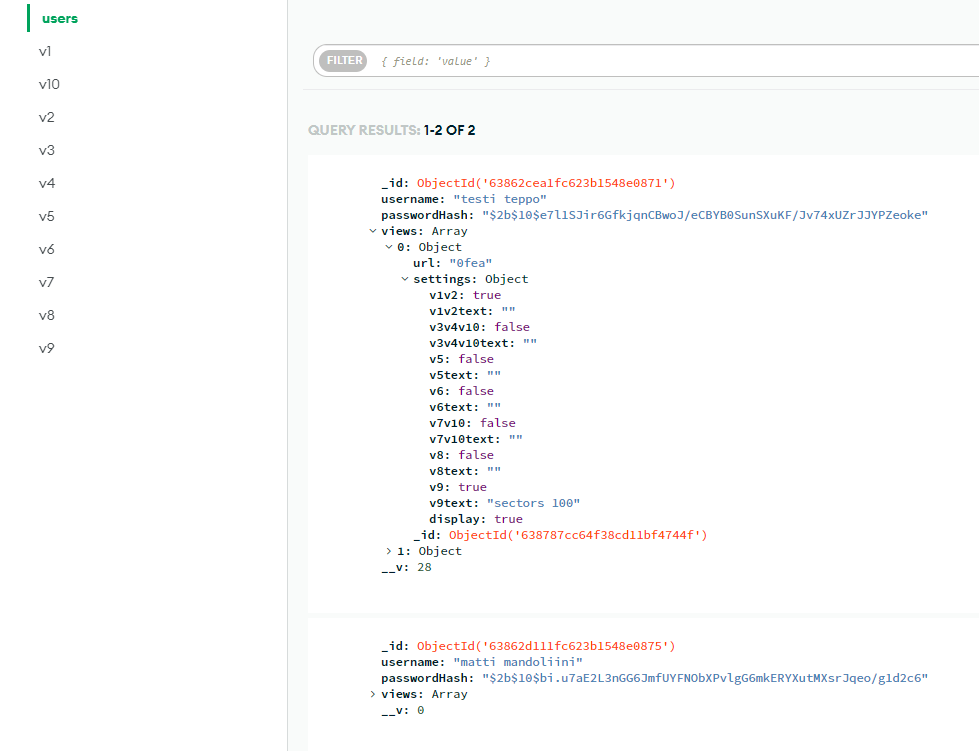 users
v1
v10
v2
v3
v4
v5
v6
v7
v8
v9
FILTER { field: 'value' }
QUERY RESULTS: 1-2 OF 2
_id: ObjectId('63862cea1fc623b1548e0871')
username: "testi teppo"
passwordHash: "$2b$10$e7l1SJir6GfkjqnCBwoJ/eCBYB0SunSXuKF/Jv74xUZrJJYPZeoke"
views: Array
0: Object
url: "0fea"
settings: Object
v1v2: true
v1v2text: ""
v3v4v10: false
v3v4v10text: ""
v5: false
v5text: ""
v6: false
v6text: ""
v7v10: false
v7v10text: ""
v8: false
v8text: ""
v9: true
v9text: "sectors 100"
display: true
_id: ObjectId('638787cc64f38cd11bf4744f')
1: Object
__v: 28
_id: ObjectId('63862d111fc623b1548e0875')
username: "matti mandoliini"
passwordHash: "$2b$10$bi.u7aE2L3nGG6JmfUYFNObXPvlgG6mkERYXutMXsrJqeo/g1d2c6"
views: Array
__v: 0